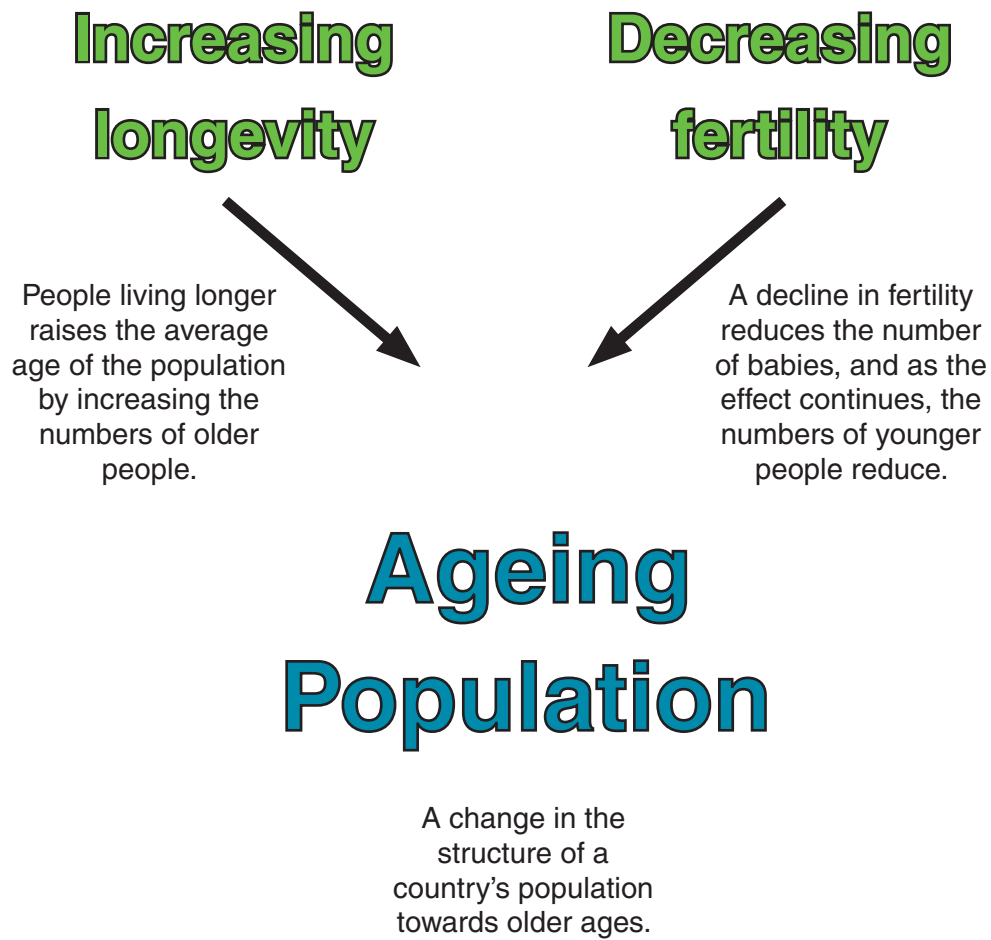 Increasing
longevity
Decreasing
fertility
People living longer
raises the average
age of the population
by increasing the
numbers of older
people.
A decline in fertility
reduces the number
of babies, and as the
effect continues, the
numbers of younger
people reduce.
Ageing
Population
A change in the
structure of a
country’s population
towards older ages.